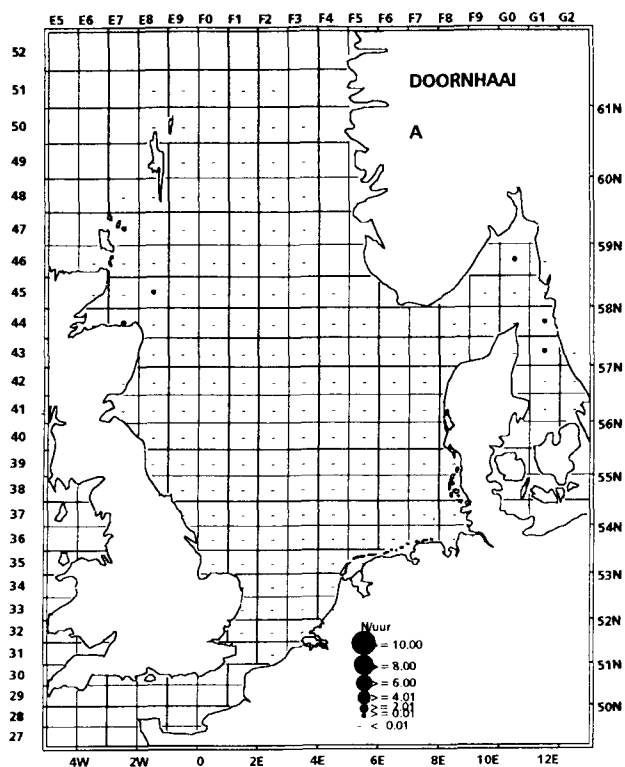 E5 E6 E7 E8 E9 F0 F1 F2 F3 F4 F5 F6 F7 F8 F9 G0 G1 G2
52
51
50
49
48
47
46
45
44
43
42
41
40
39
38
37
36
35
34
33
32
31
30
29
28
27
DOORNHAAI
A
61N
60N
59N
58N
57N
56N
55N
54N
53N
52N
51N
50N
N/uur
> = 10.00
> = 8.00
> = 6.00
> = 4.01
> = 2.01
> = 0.01
< 0.01
4W 2W 0 2E 4E 6E 8E 10E 12E